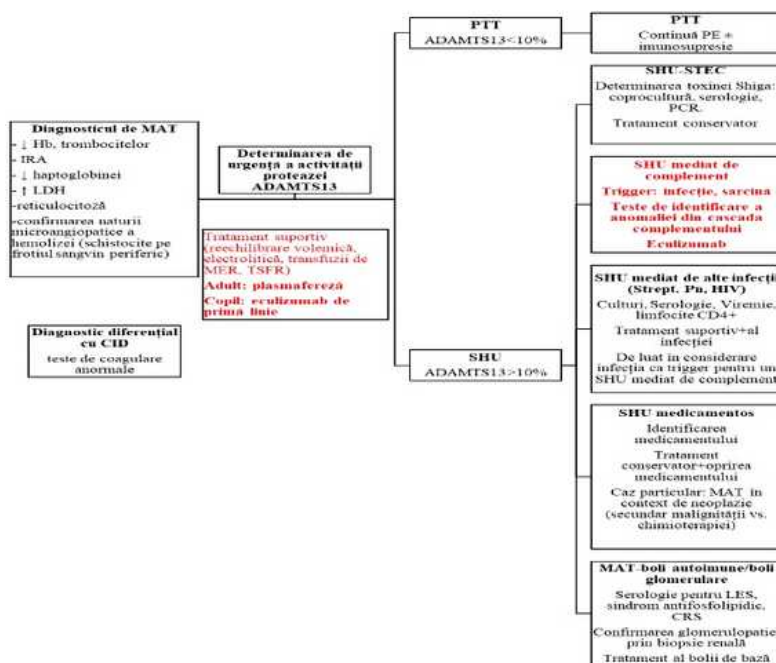 Diagnosticul de MAT
- ↓ Hb, trombocitelor
- IRA
- ↓ haptoglobinei
- ↑ LDH
-reticulocitoză
-confirmarea naturii
microangiopatice a
hemolizei (schistocite pe
frotiul sangvin periferic)
Diagnostic diferențial
cu CID
teste de coagulare
anormale
Determinarea de
urgență a activității
proteazei
ADAMTS13
Tratament suportiv
(reechilibrare volemică,
electrolitică, transfuzii de
MER, TSFR)
Adult: plasmafereză
Copil: eculizumab de
primă linie
PTT
ADAMTS13<10%
PTT
Continuă PE +
imunosupresie
SHU
ADAMTS13>10%
SHU-STEC
Determinarea toxinei Shiga:
coprocultură, serologie,
PCR.
Tratament conservator
SHU mediat de
complement
Trigger: infecție, sarcina
Teste de identificare a
anomaliei din cascada
complementului
Eculizumab
SHU mediat de alte infecții
(Strept. Pn, HIV)
Culturi, Serologie, Viremie,
limfocite CD4+
Tratament suportiv+al
infecției
De luat in considerare
infecția ca trigger pentru un
SHU mediat de complement
SHU medicamentos
Identificarea
medicamentului
Tratament
conservator+oprirea
medicamentului
Caz particular: MAT in
context de neoplazie
(secundar malignității vs.
chimioterapiei)
MAT-boli autoimune/boli
glomerulare
Serologie pentru LES,
sindrom antifosfolipidic,
CRS
Confirmarea glomerulopatiei
prin biopsie renală
Tratament al bolii de bază